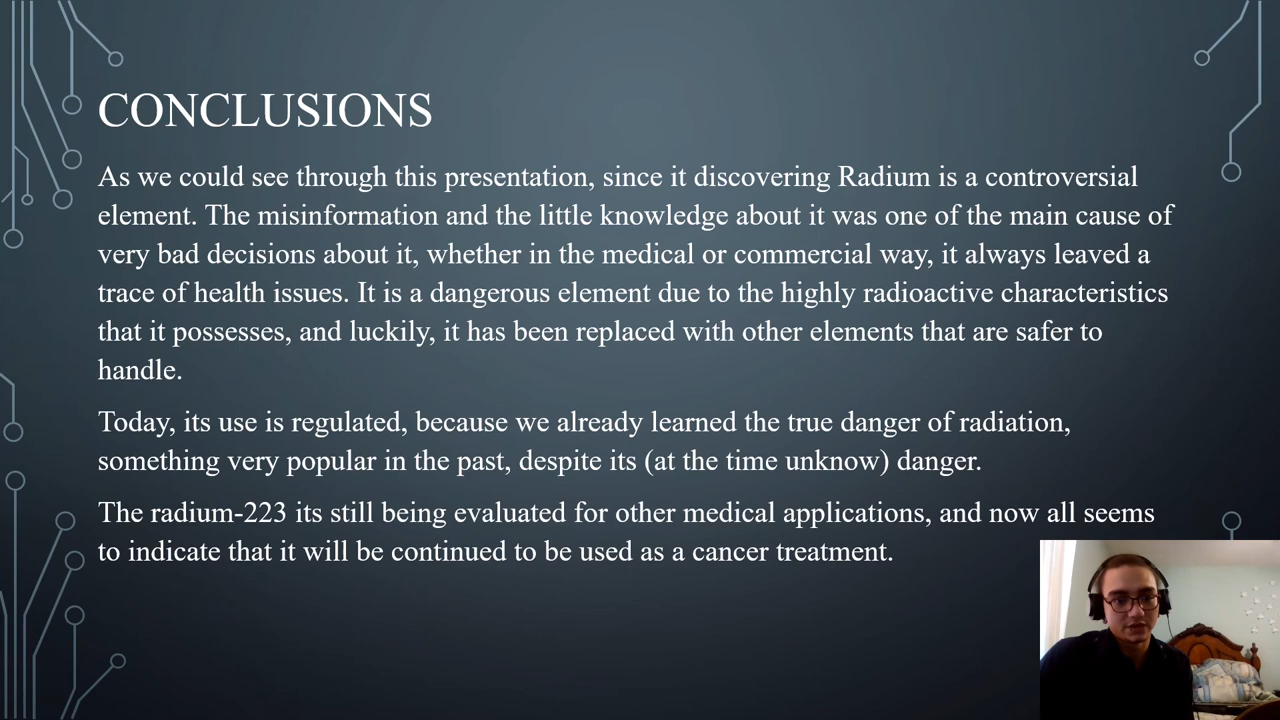 CONCLUSIONS
As we could see through this presentation, since it discovering Radium is a controversial
element. The misinformation and the little knowledge about it was one of the main cause of
very bad decisions about it, whether in the medical or commercial way, it always leaved a
trace of health issues. It is a dangerous element due to the highly radioactive characteristics
that it possesses, and luckily, it has been replaced with other elements that are safer to
handle.
Today, its use is regulated, because we already learned the true danger of radiation,
something very popular in the past, despite its (at the time unknow) danger.
The radium-223 its still being evaluated for other medical applications, and now all seems
to indicate that it will be continued to be used as a cancer treatment.